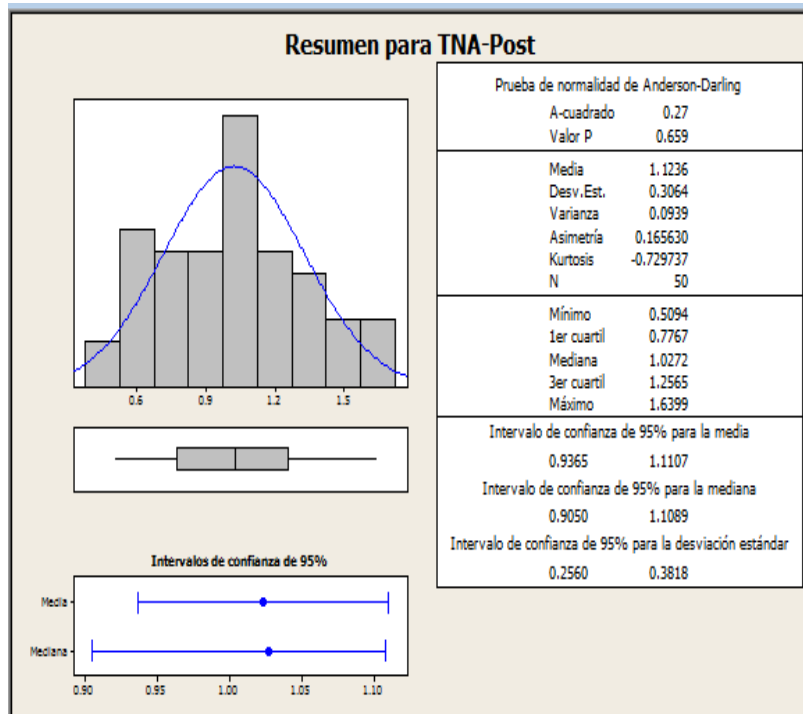 Resumen para TNA-Post
0.6 0.9 1.2 1.5
Intervalos de confianza de 95%
Media
Mediana
0.90 0.95 1.00 1.05 1.10
Prueba de normalidad de Anderson-Darling
A-cuadrado 0.27
Valor P 0.659
Media 1.1236
Desv.Est. 0.3064
Varianza 0.0939
Asimetría 0.165630
Kurtosis -0.729737
N 50
Mínimo 0.5094
1er cuartil 0.7767
Mediana 1.0272
3er cuartil 1.2565
Máximo 1.6399
Intervalo de confianza de 95% para la media
0.9365 1.1107
Intervalo de confianza de 95% para la mediana
0.9050 1.1089
Intervalo de confianza de 95% para la desviación estándar
0.2560 0.3818